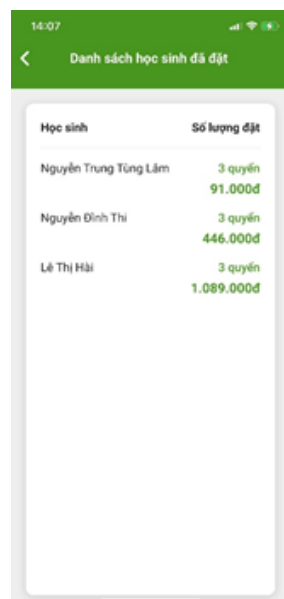 14:07
Danh sách học sinh đã đặt
Học sinh Số lượng đặt
Nguyễn Trung Tùng Lâm 3 quyển
91.000đ
Nguyễn Đình Thi 3 quyển
446.000đ
Lê Thị Hài 3 quyển
1.089.000đ